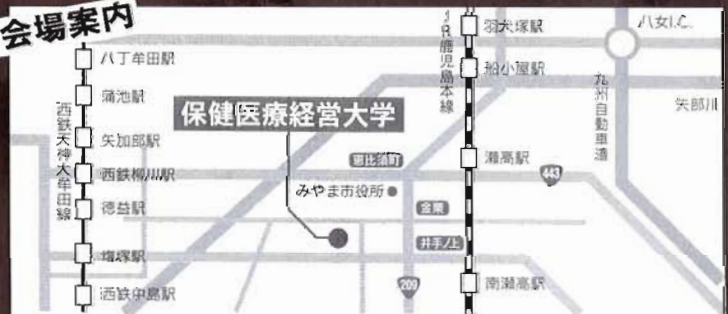 会場案内
八丁牟田駅
蒲池駅
矢加部駅
西鉄柳川駅
徳益駅
塩塚駅
西鉄中島駅
西鉄天神大牟田線
保健医療経営大学
恵比須町
みやま市役所
金栗
井手ノ上
209
443
JR鹿児島本線
羽犬塚駅
船小屋駅
瀬高駅
南瀬高駅
八女I.C.
九州自動車道
矢部川